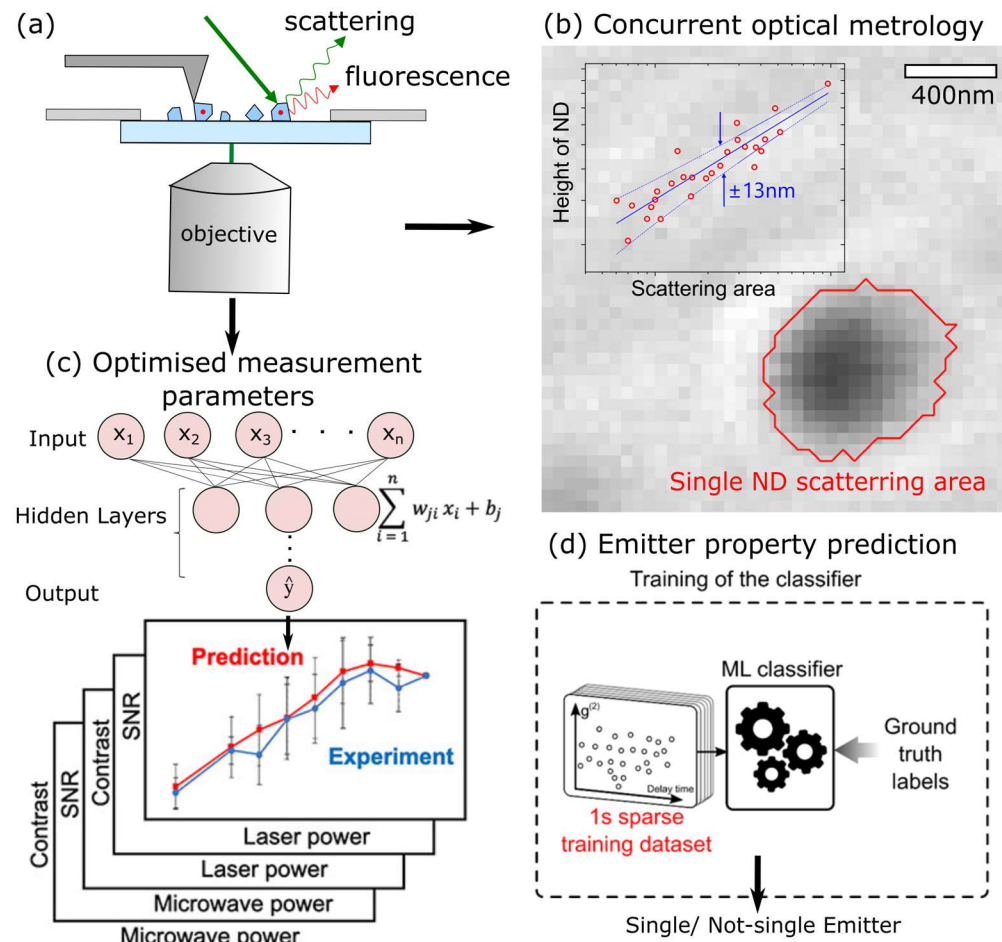 (a)
scattering
fluorescence
objective
(b) Concurrent optical metrology
400nm
Height of ND
±13nm
Scattering area
Single ND scatterring area
(c) Optimised measurement
parameters
Input
x₁ x₂ x₃ . . . xₙ
Hidden Layers
∑ⁿᵢ₌₁ wⱼᵢ xᵢ + bⱼ
Output
ŷ
Prediction
Experiment
SNR
Contrast
SNR
Contrast
Laser power
Laser power
Microwave power
Microwave power
(d) Emitter property prediction
Training of the classifier
ML classifier
g⁽²⁾
Delay time
1s sparse
training dataset
Ground
truth
labels
Single/ Not-single Emitter